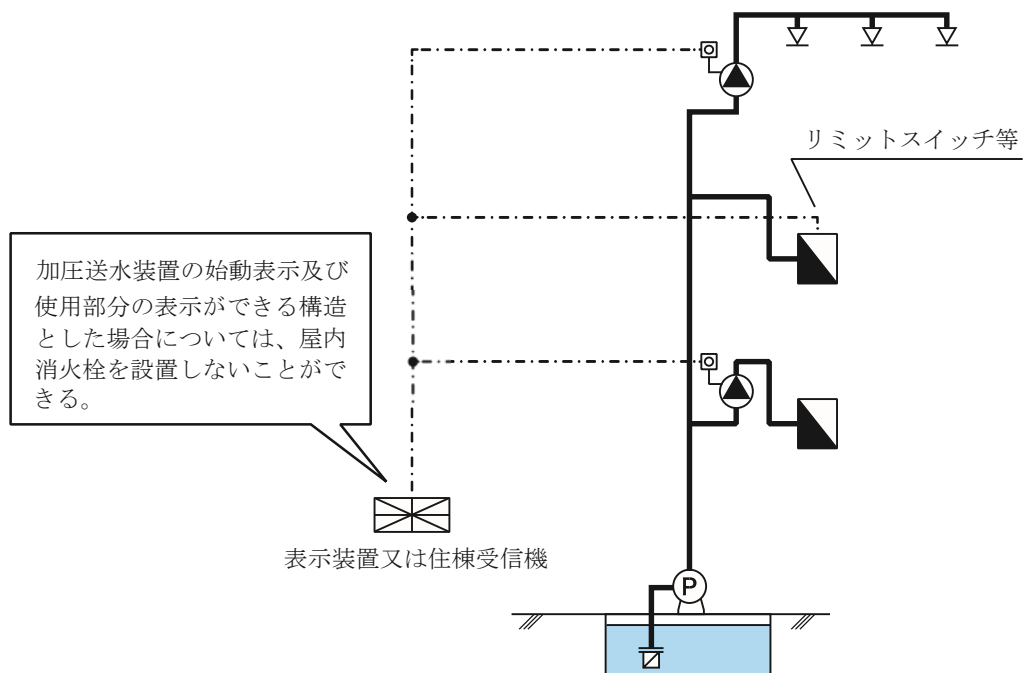 リミットスイッチ等
加圧送水装置の始動表示及び
使用部分の表示ができる構造
とした場合については、屋内
消火栓を設置しないことがで
きる。
表示装置又は住棟受信機
P